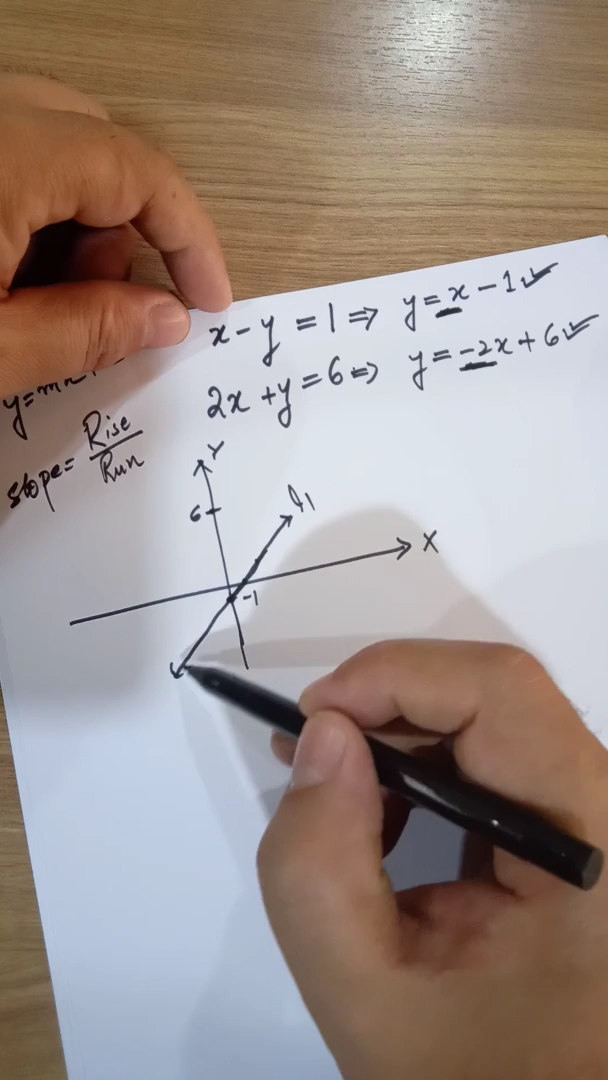 x - y = 1 ⇒ y = x - 1 ✓
2x + y = 6 ⇒ y = -2x + 6 ✓
y=
slope = Rise/Run
Y
6
l1
X
-1